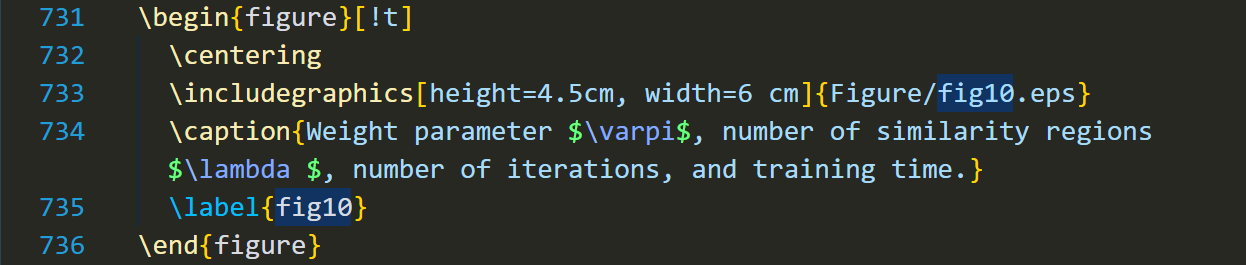 731 \begin{figure}[!t]
732 \centering
733 \includegraphics[height=4.5cm, width=6 cm]{Figure/fig10.eps}
734 \caption{Weight parameter $\varpi$, number of similarity regions
$\lambda $, number of iterations, and training time.}
735 \label{fig10}
736 \end{figure}